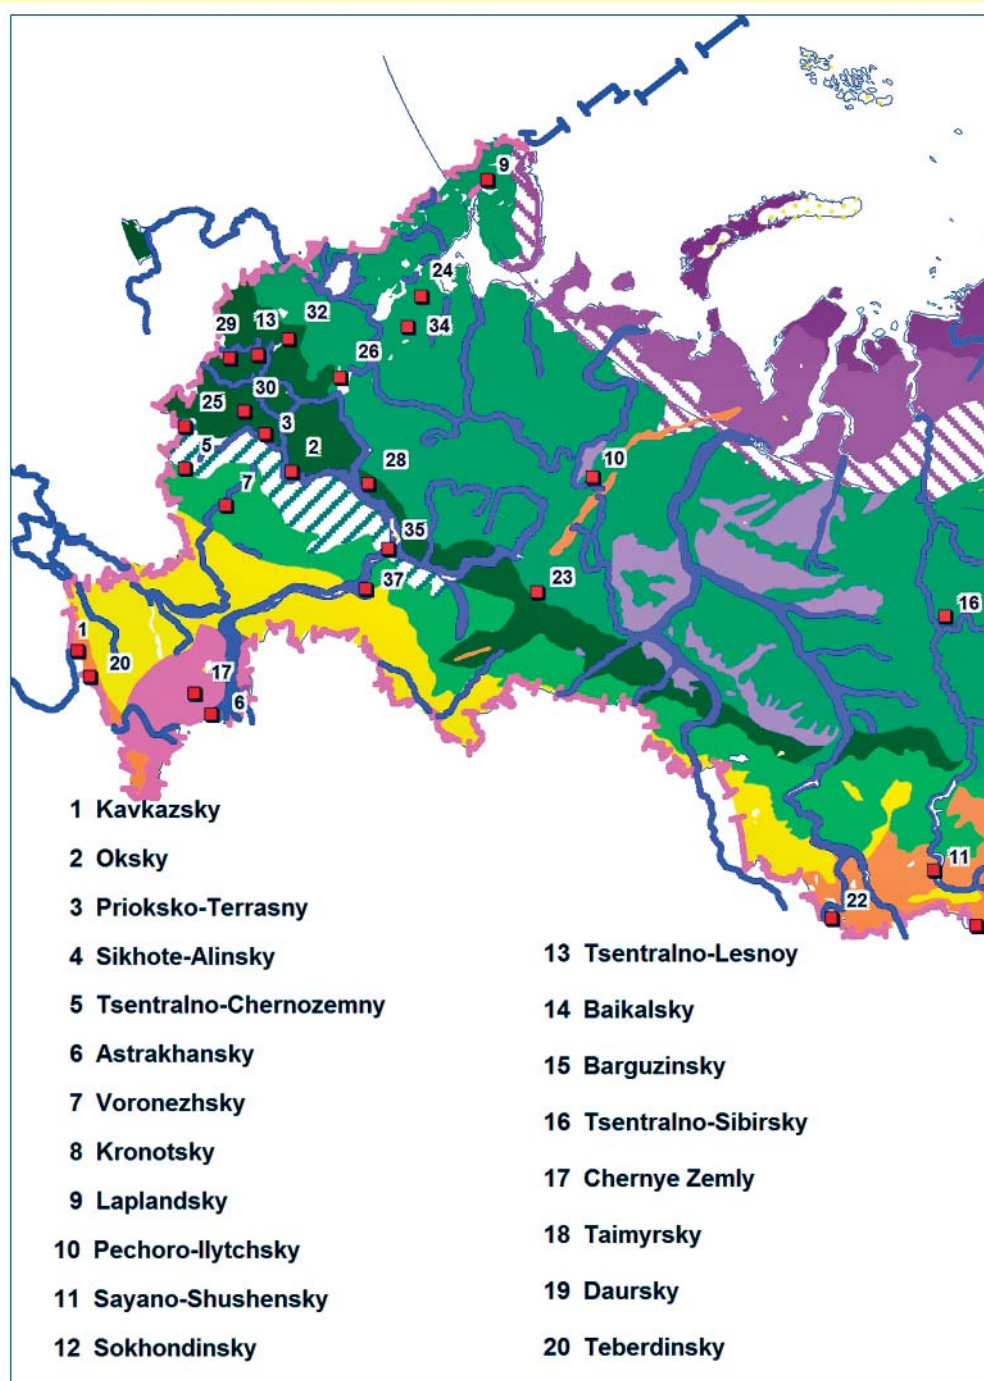 9
24
32
13
29
34
26
30
25
3
5
2
28
7
10
35
37
23
16
1
20
17
6
11
22
1 Kavkazsky
2 Oksky
3 Prioksko-Terrasny
4 Sikhote-Alinsky
5 Tsentralno-Chernozemny
6 Astrakhansky
7 Voronezhsky
8 Kronotsky
9 Laplandsky
10 Pechoro-Ilytchsky
11 Sayano-Shushensky
12 Sokhondinsky
13 Tsentralno-Lesnoy
14 Baikalsky
15 Barguzinsky
16 Tsentralno-Sibirsky
17 Chernye Zemly
18 Taimyrsky
19 Daursky
20 Teberdinsky